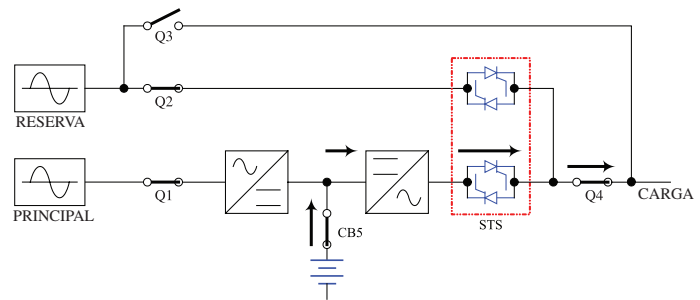 Q3
RESERVA
Q2
PRINCIPAL
Q1
CB5
STS
Q4
CARGA